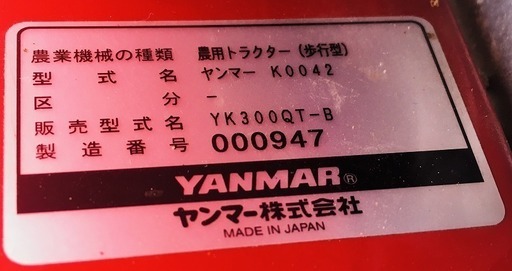 農業機械の種類 農用トラクター(歩行型)
型式名 ヤンマー K0042
区分 -
販売型式名 YK300QT-B
製造番号 000947
YANMAR®
ヤンマー株式会社
MADE IN JAPAN